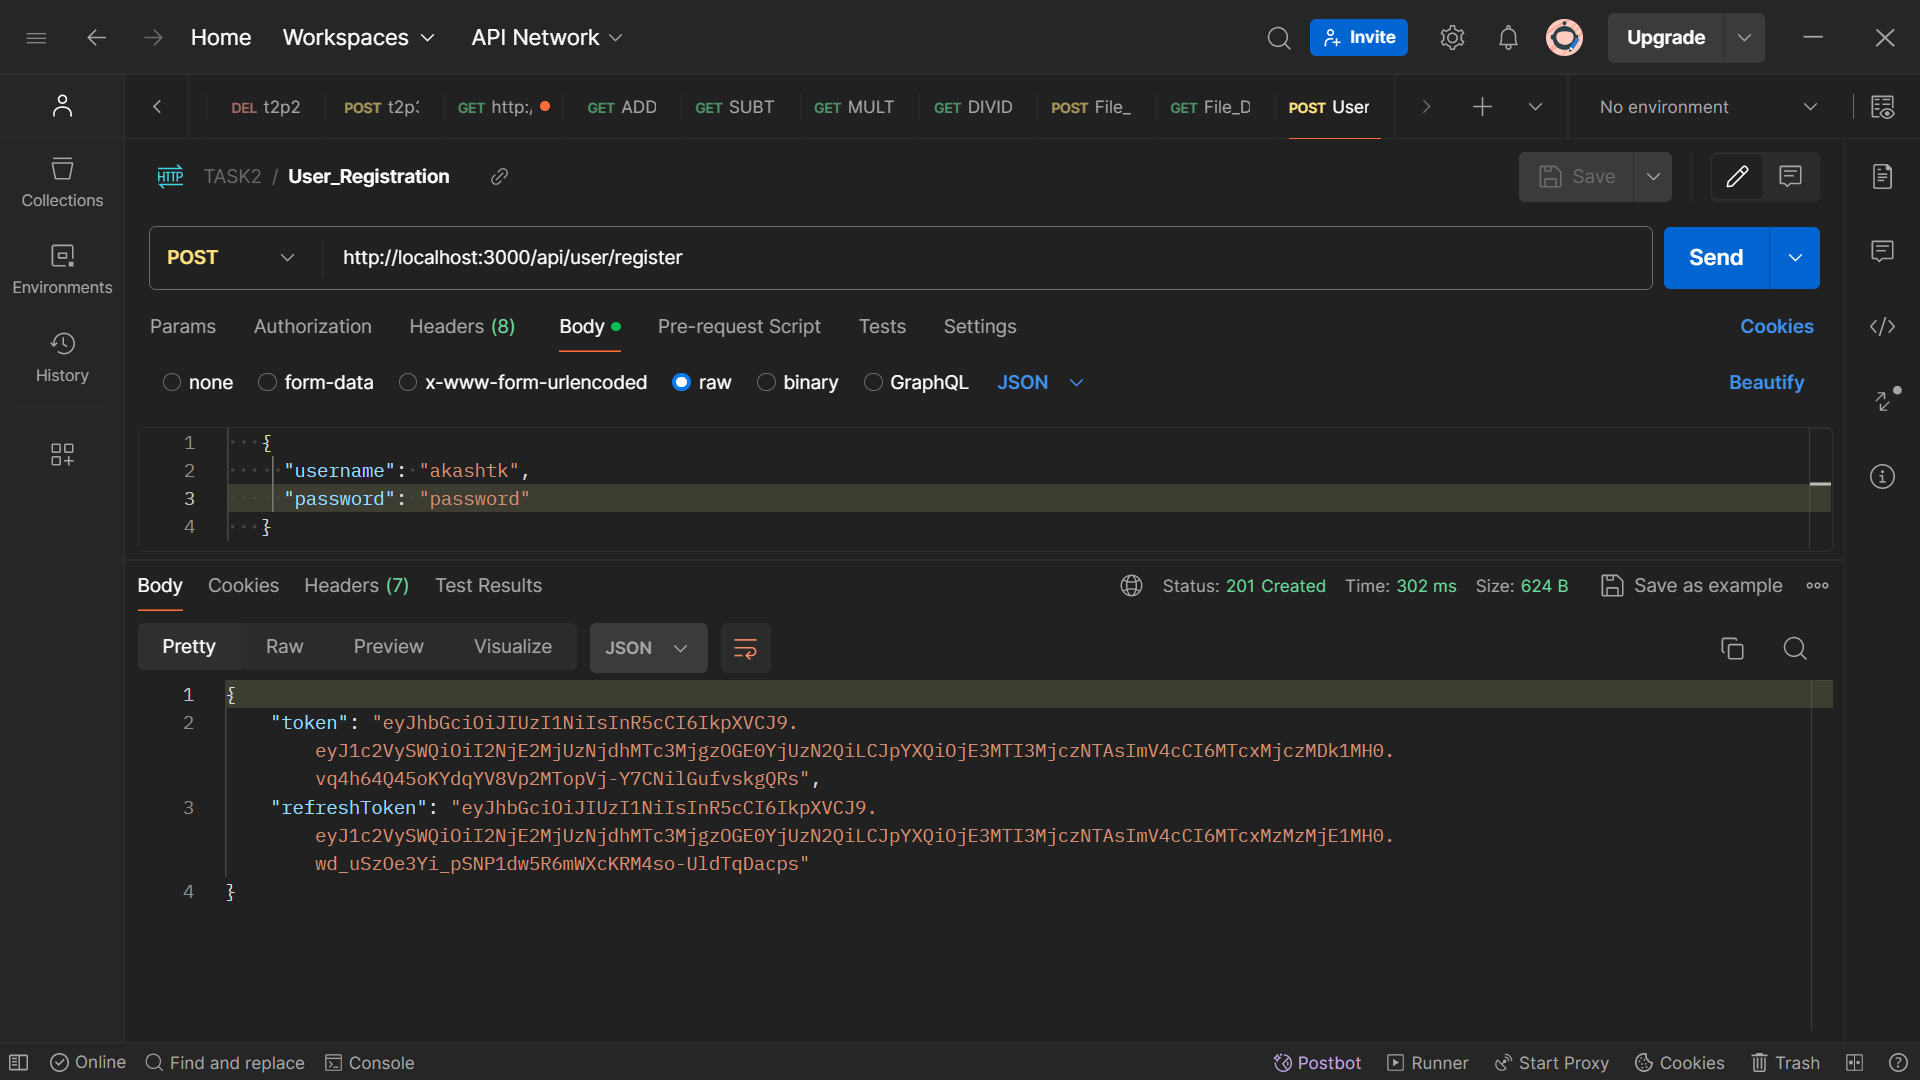 Home Workspaces API Network Invite Upgrade
DEL t2p2 POST t2p: GET http:, GET ADD GET SUBT GET MULT GET DIVID POST File_ GET File_D POST User No environment
HTTP TASK2 / User_Registration Save
Collections
Environments
History
POST http://localhost:3000/api/user/register Send
Params Authorization Headers (8) Body Pre-request Script Tests Settings Cookies
none form-data x-www-form-urlencoded raw binary GraphQL JSON Beautify
1 {
2 "username": "akashtk",
3 "password": "password"
4 }
Body Cookies Headers (7) Test Results Status: 201 Created Time: 302 ms Size: 624 B Save as example
Pretty Raw Preview Visualize JSON
1 {
2 "token": "eyJhbGciOiJIUzI1NiIsInR5cCI6IkpXVCJ9.
eyJ1c2VySWQiOiI2NjE2MjUzNjdhMTc3MjgzOGE0YjUzN2QiLCJpYXQiOjE3MTI3MjczNTAsImV4cCI6MTcxMjczMDk1MH0.
vq4h64Q45oKYdqYV8Vp2MTopVj-Y7CNilGufvskgQRs",
3 "refreshToken": "eyJhbGciOiJIUzI1NiIsInR5cCI6IkpXVCJ9.
eyJ1c2VySWQiOiI2NjE2MjUzNjdhMTc3MjgzOGE0YjUzN2QiLCJpYXQiOjE3MTI3MjczNTAsImV4cCI6MTcxMzMzMjE1MH0.
wd_uSzOe3Yi_pSNP1dw5R6mWXcKRM4so-UldTqDacps"
4 }
Online Find and replace Console Postbot Runner Start Proxy Cookies Trash